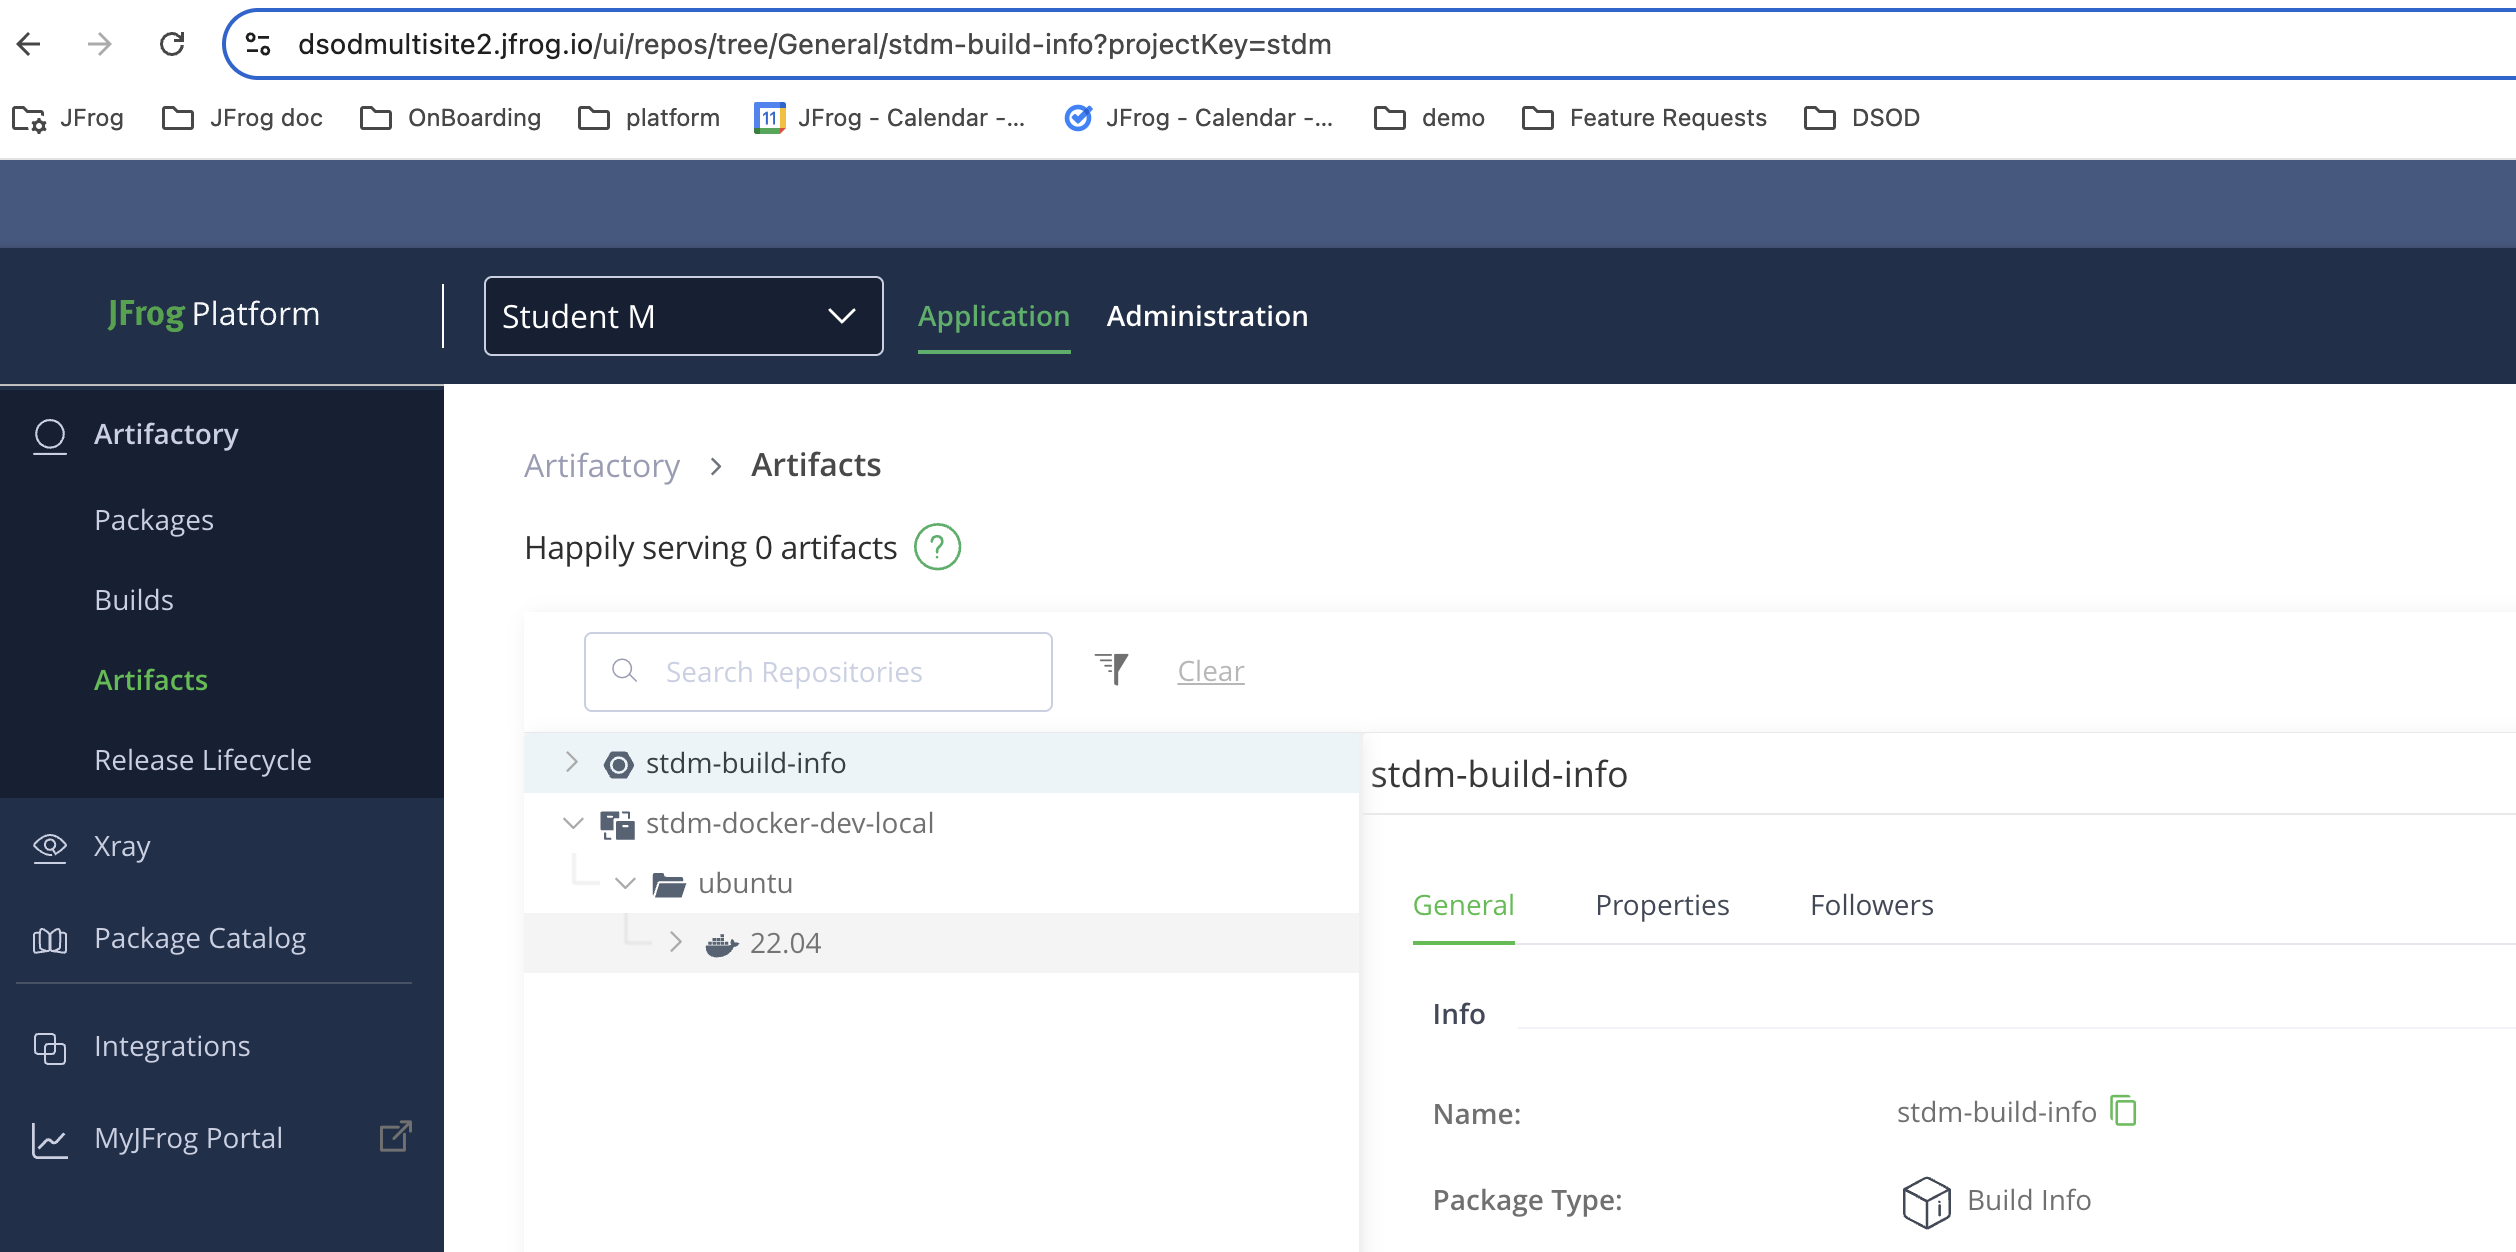 dsodmultisite2.jfrog.io/ui/repos/tree/General/stdm-build-info?projectKey=stdm
JFrog JFrog doc OnBoarding platform 11 JFrog - Calendar -... JFrog - Calendar -... demo Feature Requests DSOD
JFrog Platform Student M Application Administration
Artifactory
Packages
Builds
Artifacts
Release Lifecycle
Xray
Package Catalog
Integrations
MyJFrog Portal
Artifactory > Artifacts
Happily serving 0 artifacts ?
Search Repositories Clear
stdm-build-info
stdm-docker-dev-local
ubuntu
22.04
stdm-build-info
General Properties Followers
Info
Name: stdm-build-info
Package Type: Build Info